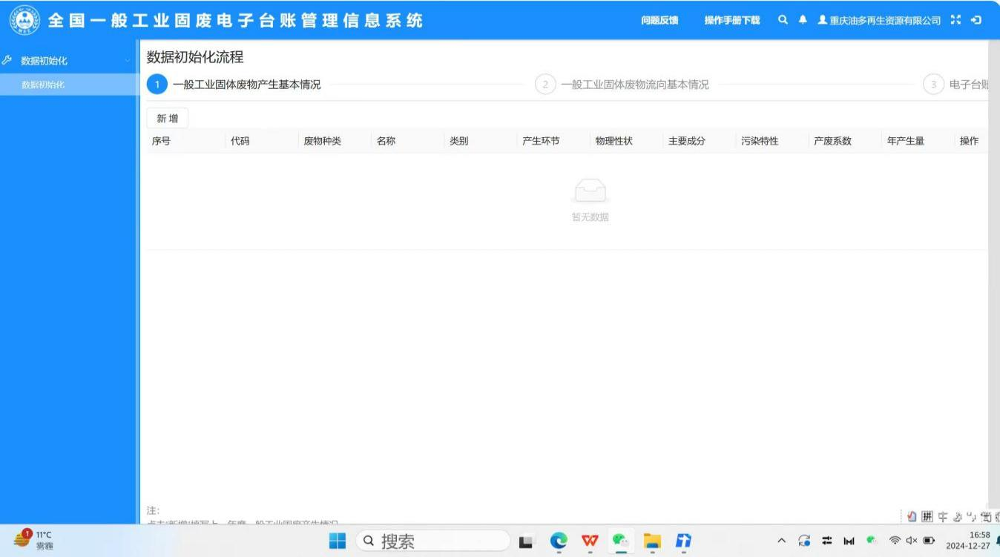 全国一般工业固废电子台账管理信息系统
问题反馈 操作手册下载 重庆油多再生资源有限公司
数据初始化
数据初始化
数据初始化流程
1 一般工业固体废物产生基本情况 2 一般工业固体废物流向基本情况 3 电子台账
新增
序号 代码 废物种类 名称 类别 产生环节 物理性状 主要成分 污染特性 产废系数 年产生量 操作
暂无数据
注:
拼 中 简
1 11°C
雾霾
搜索
16:58
2024-12-27